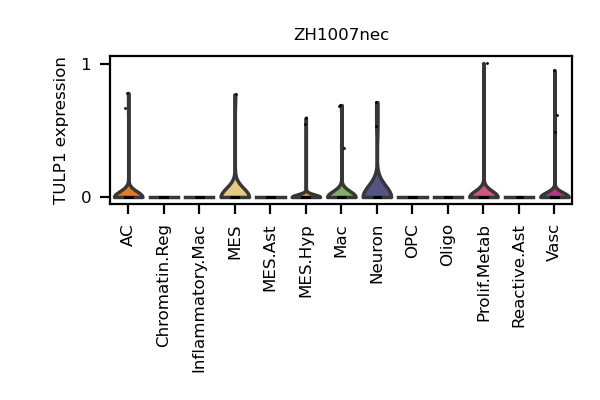 ZH1007nec
TULP1 expression
1
0
AC
Chromatin.Reg
Inflammatory.Mac
MES
MES.Ast
MES.Hyp
Mac
Neuron
OPC
Oligo
Prolif.Metab
Reactive.Ast
Vasc